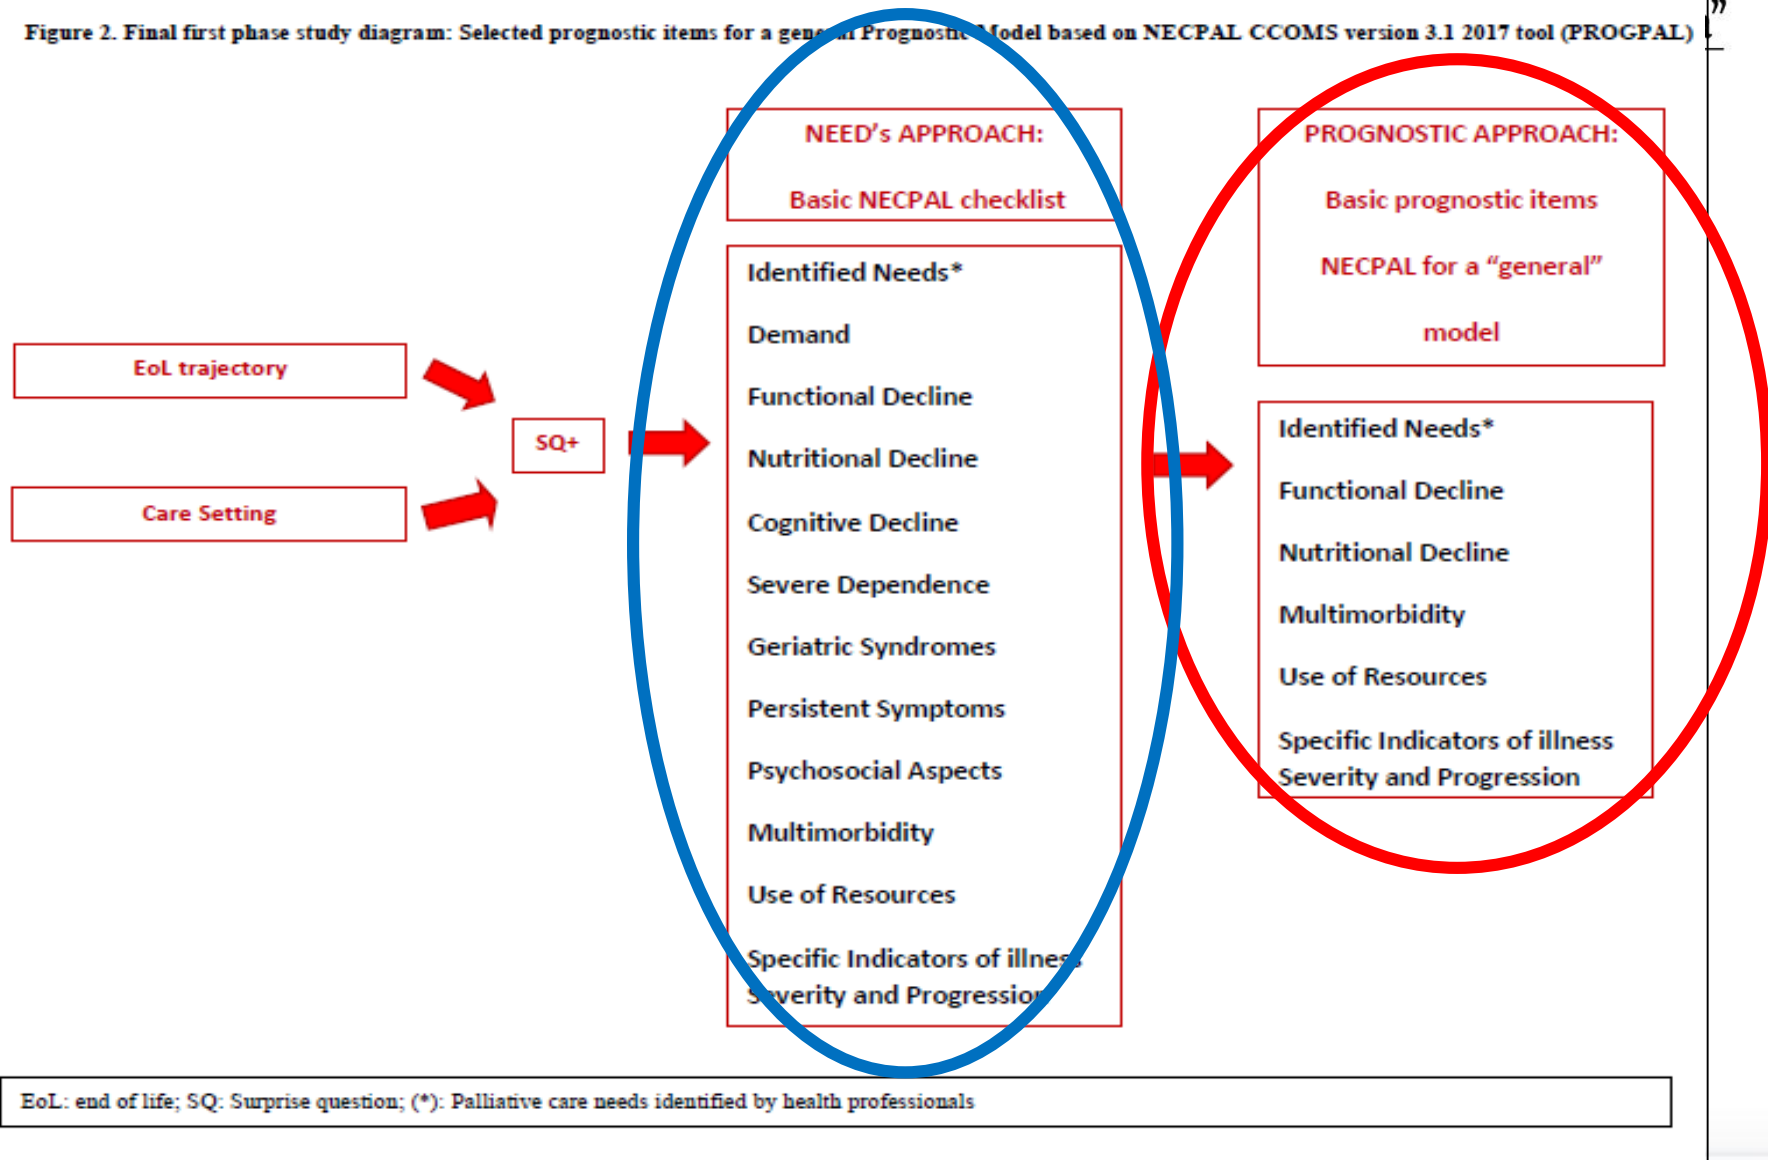 Figure 2. Final first phase study diagram: Selected prognostic items for a general Prognostic Model based on NECPAL CCOMS version 3.1 2017 tool (PROGPAL)
”
EoL trajectory
Care Setting
SQ+
NEED’s APPROACH:
Basic NECPAL checklist
Identified Needs*
Demand
Functional Decline
Nutritional Decline
Cognitive Decline
Severe Dependence
Geriatric Syndromes
Persistent Symptoms
Psychosocial Aspects
Multimorbidity
Use of Resources
Specific Indicators of illness
Severity and Progression
PROGNOSTIC APPROACH:
Basic prognostic items
NECPAL for a “general”
model
Identified Needs*
Functional Decline
Nutritional Decline
Multimorbidity
Use of Resources
Specific Indicators of illness
Severity and Progression
EoL: end of life; SQ: Surprise question; (*): Palliative care needs identified by health professionals